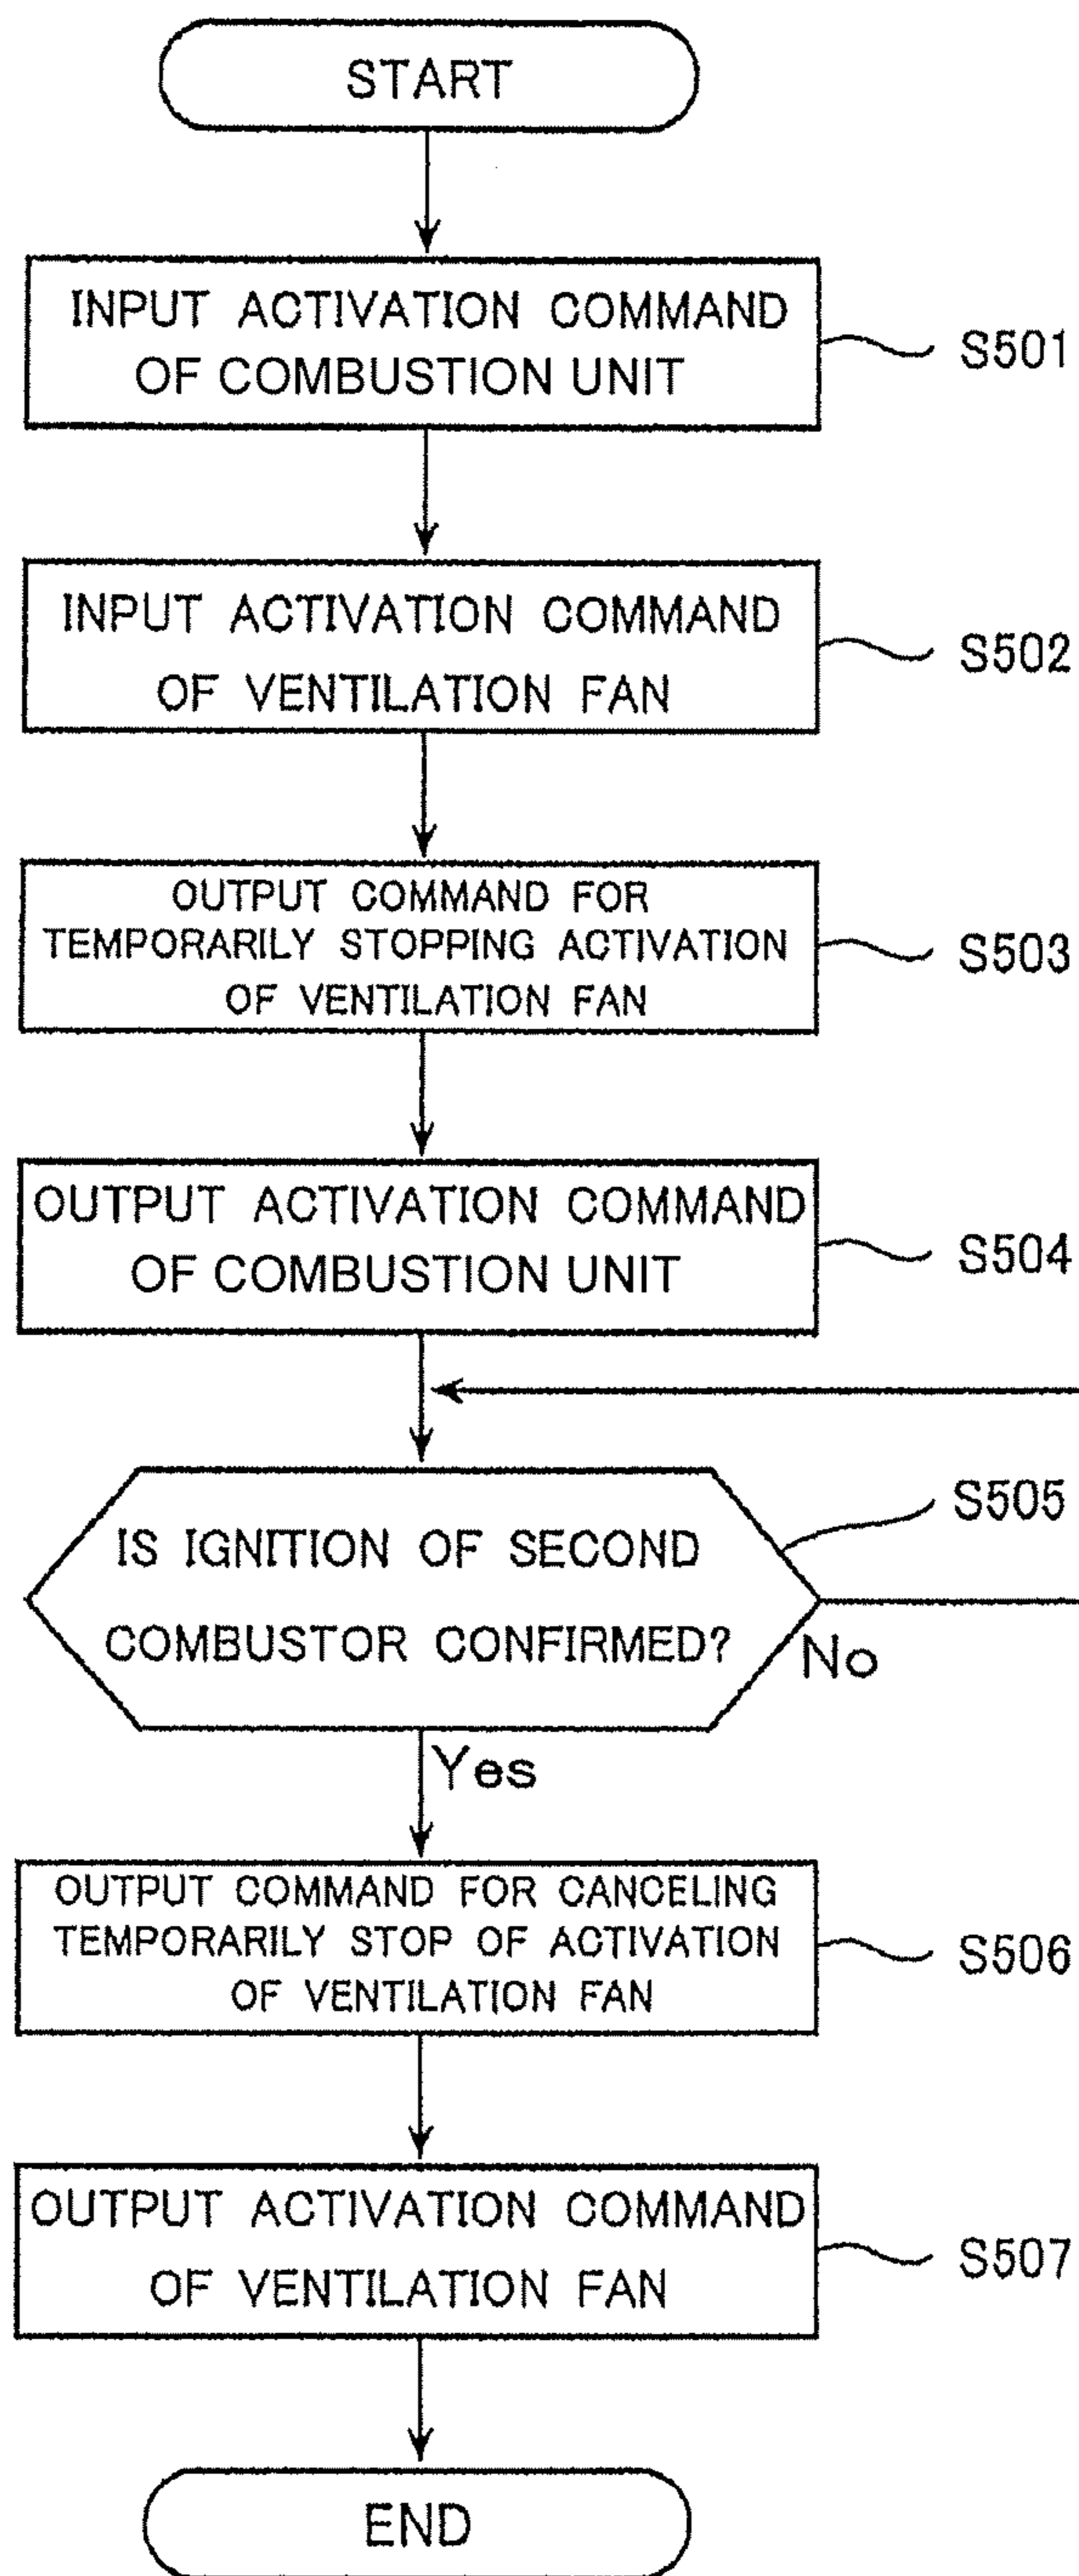 START
INPUT ACTIVATION COMMAND
OF COMBUSTION UNIT
S501
INPUT ACTIVATION COMMAND
OF VENTILATION FAN
S502
OUTPUT COMMAND FOR
TEMPORARILY STOPPING ACTIVATION
OF VENTILATION FAN
S503
OUTPUT ACTIVATION COMMAND
OF COMBUSTION UNIT
S504
IS IGNITION OF SECOND
COMBUSTOR CONFIRMED?
S505
No
Yes
OUTPUT COMMAND FOR CANCELING
TEMPORARILY STOP OF ACTIVATION
OF VENTILATION FAN
S506
OUTPUT ACTIVATION COMMAND
OF VENTILATION FAN
S507
END